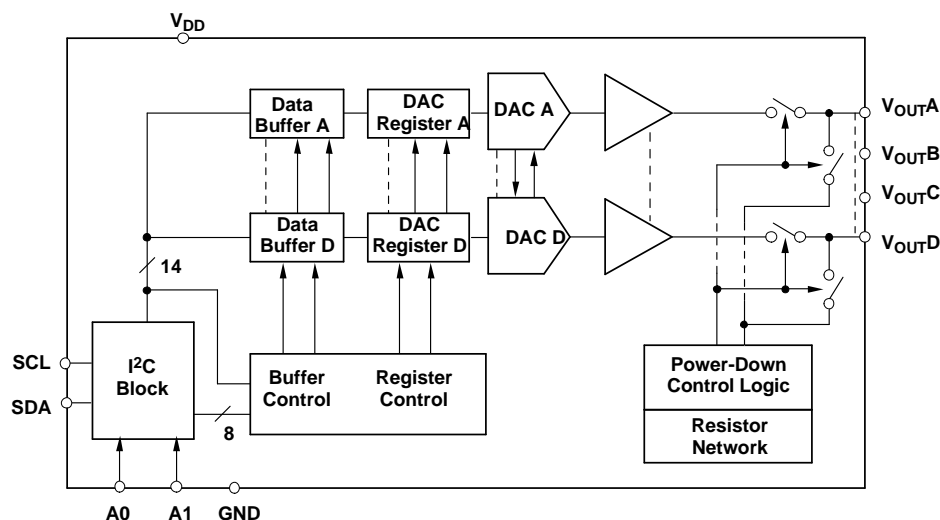 VDD
Data
Buffer A
DAC
Register A
DAC A
VOUTA
VOUTB
VOUTC
Data
Buffer D
DAC
Register D
DAC D
VOUTD
14
SCL
SDA
I2C
Block
8
Buffer
Control
Register
Control
Power-Down
Control Logic
Resistor
Network
A0
A1
GND